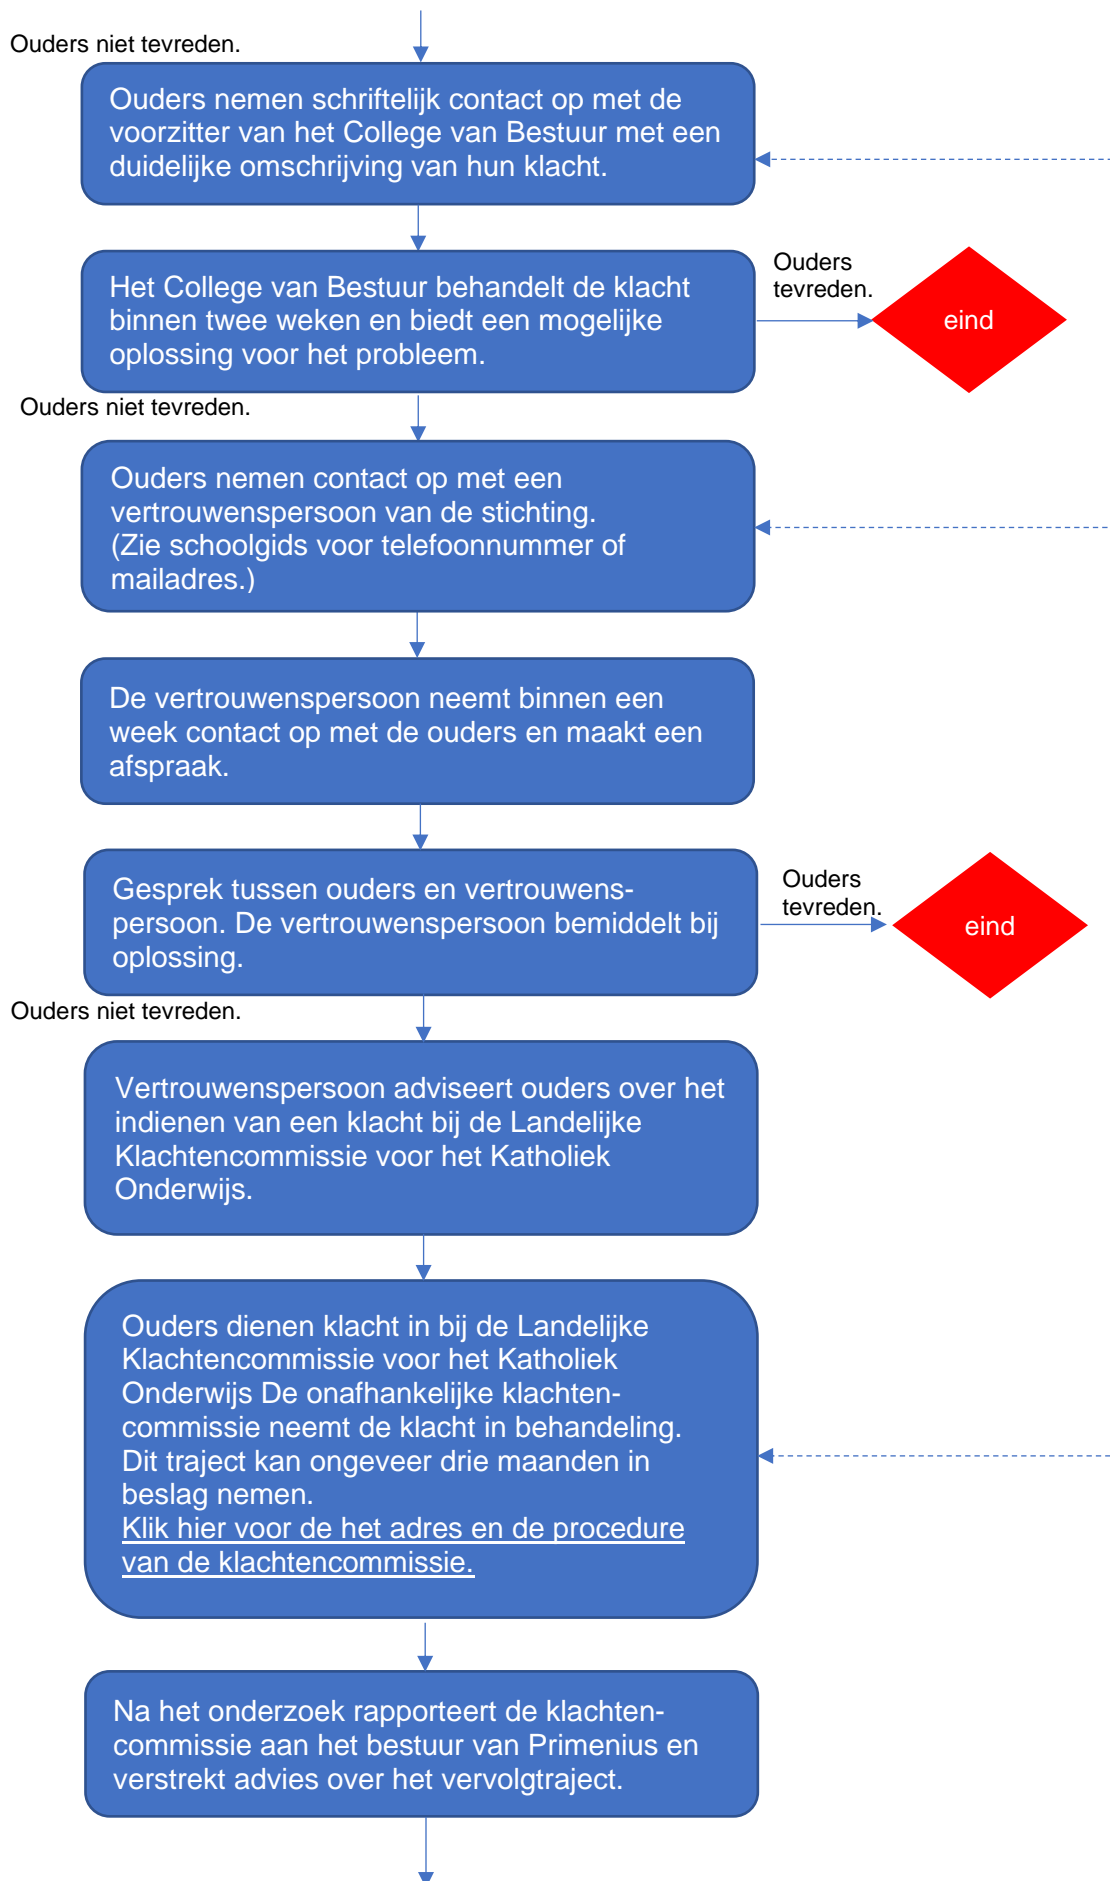 Ouders niet tevreden.
Ouders nemen schriftelijk contact op met de
voorzitter van het College van Bestuur met een
duidelijke omschrijving van hun klacht.
Het College van Bestuur behandelt de klacht
binnen twee weken en biedt een mogelijke
oplossing voor het probleem.
Ouders
tevreden.
eind
Ouders niet tevreden.
Ouders nemen contact op met een
vertrouwenspersoon van de stichting.
(Zie schoolgids voor telefoonnummer of
mailadres.)
De vertrouwenspersoon neemt binnen een
week contact op met de ouders en maakt een
afspraak.
Gesprek tussen ouders en vertrouwens-
persoon. De vertrouwenspersoon bemiddelt bij
oplossing.
Ouders
tevreden.
eind
Ouders niet tevreden.
Vertrouwenspersoon adviseert ouders over het
indienen van een klacht bij de Landelijke
Klachtencommissie voor het Katholiek
Onderwijs.
Ouders dienen klacht in bij de Landelijke
Klachtencommissie voor het Katholiek
Onderwijs De onafhankelijke klachten-
commissie neemt de klacht in behandeling.
Dit traject kan ongeveer drie maanden in
beslag nemen.
Klik hier voor de het adres en de procedure
van de klachtencommissie.
Na het onderzoek rapporteert de klachten-
commissie aan het bestuur van Primenius en
verstrekt advies over het vervolgtraject.